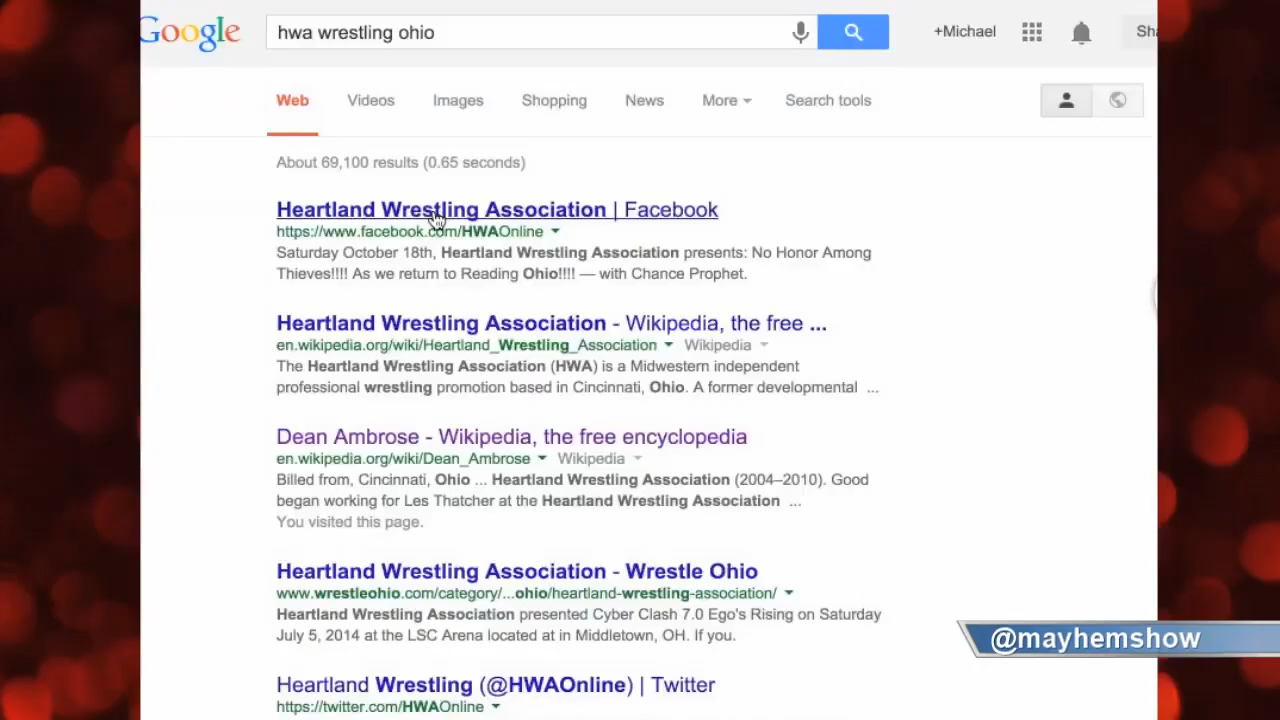 Google
hwa wrestling ohio
+Michael
Sha
Web
Videos
Images
Shopping
News
More
Search tools
About 69,100 results (0.65 seconds)
Heartland Wrestling Association | Facebook
https://www.facebook.com/HWAOnline
Saturday October 18th, Heartland Wrestling Association presents: No Honor Among
Thieves!!!! As we return to Reading Ohio!!!! — with Chance Prophet.
Heartland Wrestling Association - Wikipedia, the free ...
en.wikipedia.org/wiki/Heartland_Wrestling_Association Wikipedia
The Heartland Wrestling Association (HWA) is a Midwestern independent
professional wrestling promotion based in Cincinnati, Ohio. A former developmental ...
Dean Ambrose - Wikipedia, the free encyclopedia
en.wikipedia.org/wiki/Dean_Ambrose Wikipedia
Billed from, Cincinnati, Ohio ... Heartland Wrestling Association (2004–2010). Good
began working for Les Thatcher at the Heartland Wrestling Association ...
You visited this page.
Heartland Wrestling Association - Wrestle Ohio
www.wrestleohio.com/category/...ohio/heartland-wrestling-association/
Heartland Wrestling Association presented Cyber Clash 7.0 Ego's Rising on Saturday
July 5, 2014 at the LSC Arena located at in Middletown, OH. If you.
@mayhemshow
Heartland Wrestling (@HWAOnline) | Twitter
https://twitter.com/HWAOnline